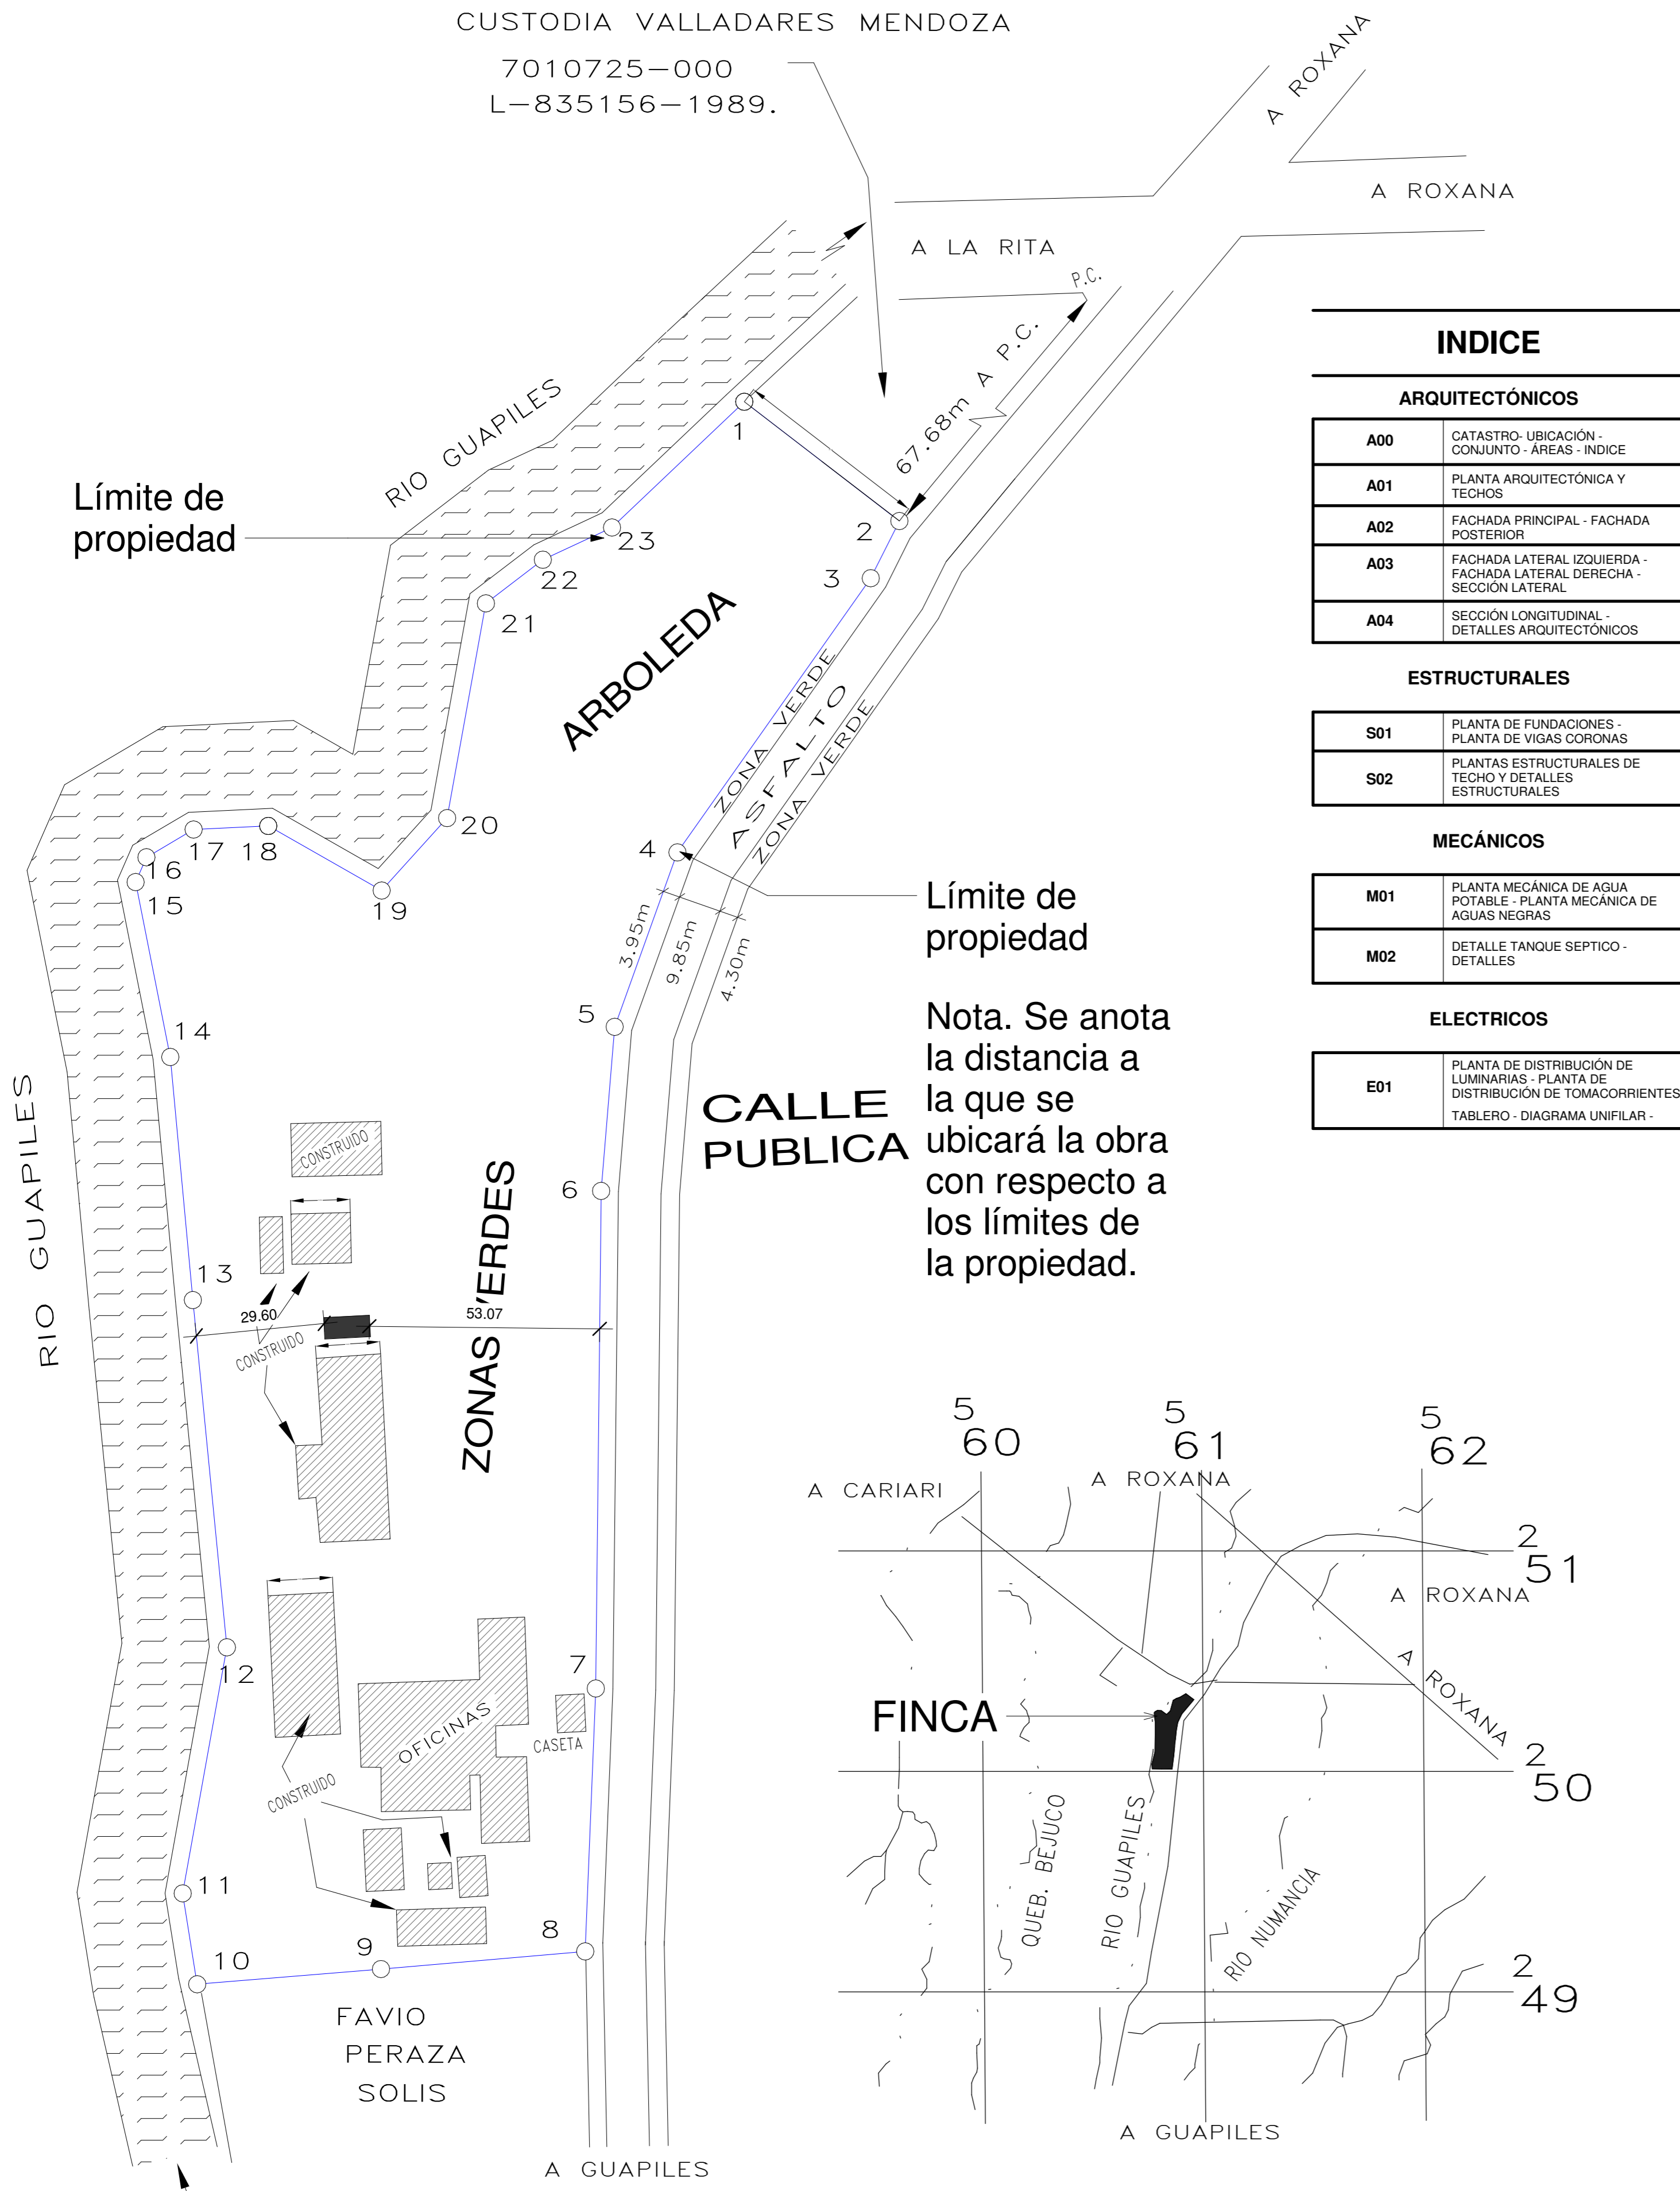 CUSTODIA VALLADARES MENDOZA
7010725-000
L-835156-1989.
A ROXANA
A ROXANA
A LA RITA
P.C.
67.68m A P.C.
RIO GUAPILES
Límite de
propiedad
1
2
3
23
22
21
ARBOLEDA
ZONA VERDE
ASFALTO
ZONA VERDE
20
4
17
18
16
15
19
3.95m
9.85m
4.30m
Límite de
propiedad
5
14
Nota. Se anota
la distancia a
la que se
ubicará la obra
con respecto a
los límites de
la propiedad.
CALLE
PUBLICA
RIO GUAPILES
CONSTRUIDO
6
ZONAS VERDES
13
29.60
53.07
CONSTRUIDO
7
12
OFICINAS
CASETA
CONSTRUIDO
11
8
9
10
FAVIO
PERAZA
SOLIS
A GUAPILES
INDICE
ARQUITECTÓNICOS
A00
CATASTRO- UBICACIÓN -
CONJUNTO - ÁREAS - INDICE
A01
PLANTA ARQUITECTÓNICA Y
TECHOS
A02
FACHADA PRINCIPAL - FACHADA
POSTERIOR
A03
FACHADA LATERAL IZQUIERDA -
FACHADA LATERAL DERECHA -
SECCIÓN LATERAL
A04
SECCIÓN LONGITUDINAL -
DETALLES ARQUITECTÓNICOS
ESTRUCTURALES
S01
PLANTA DE FUNDACIONES -
PLANTA DE VIGAS CORONAS
S02
PLANTAS ESTRUCTURALES DE
TECHO Y DETALLES
ESTRUCTURALES
MECÁNICOS
M01
PLANTA MECÁNICA DE AGUA
POTABLE - PLANTA MECÁNICA DE
AGUAS NEGRAS
M02
DETALLE TANQUE SEPTICO -
DETALLES
ELECTRICOS
E01
PLANTA DE DISTRIBUCIÓN DE
LUMINARIAS - PLANTA DE
DISTRIBUCIÓN DE TOMACORRIENTES
TABLERO - DIAGRAMA UNIFILAR -
5
60
5
61
5
62
A CARIARI
A ROXANA
2
51
A ROXANA
A ROXANA
FINCA
2
50
QUEB. BEJUCO
RIO GUAPILES
RIO NUMANCIA
2
49
A GUAPILES